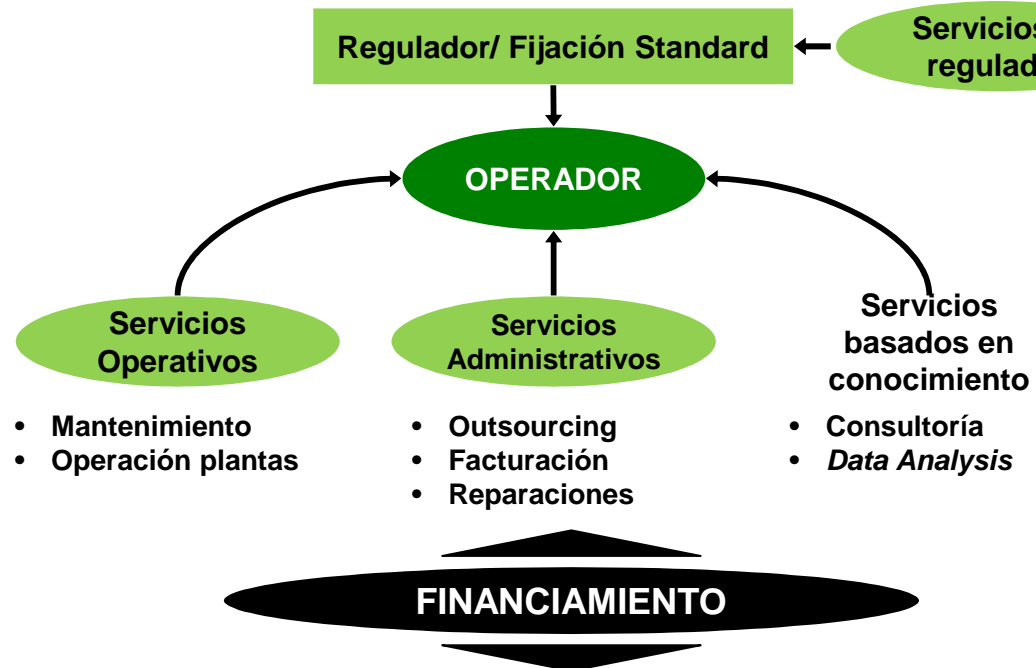 Regulador/ Fijación Standard
OPERADOR
Servicios
Operativos
• Mantenimiento
• Operación plantas
Servicios
Administrativos
• Outsourcing
• Facturación
• Reparaciones
Servicios
basados en
conocimiento
• Consultoría
• Data Analysis
FINANCIAMIENTO